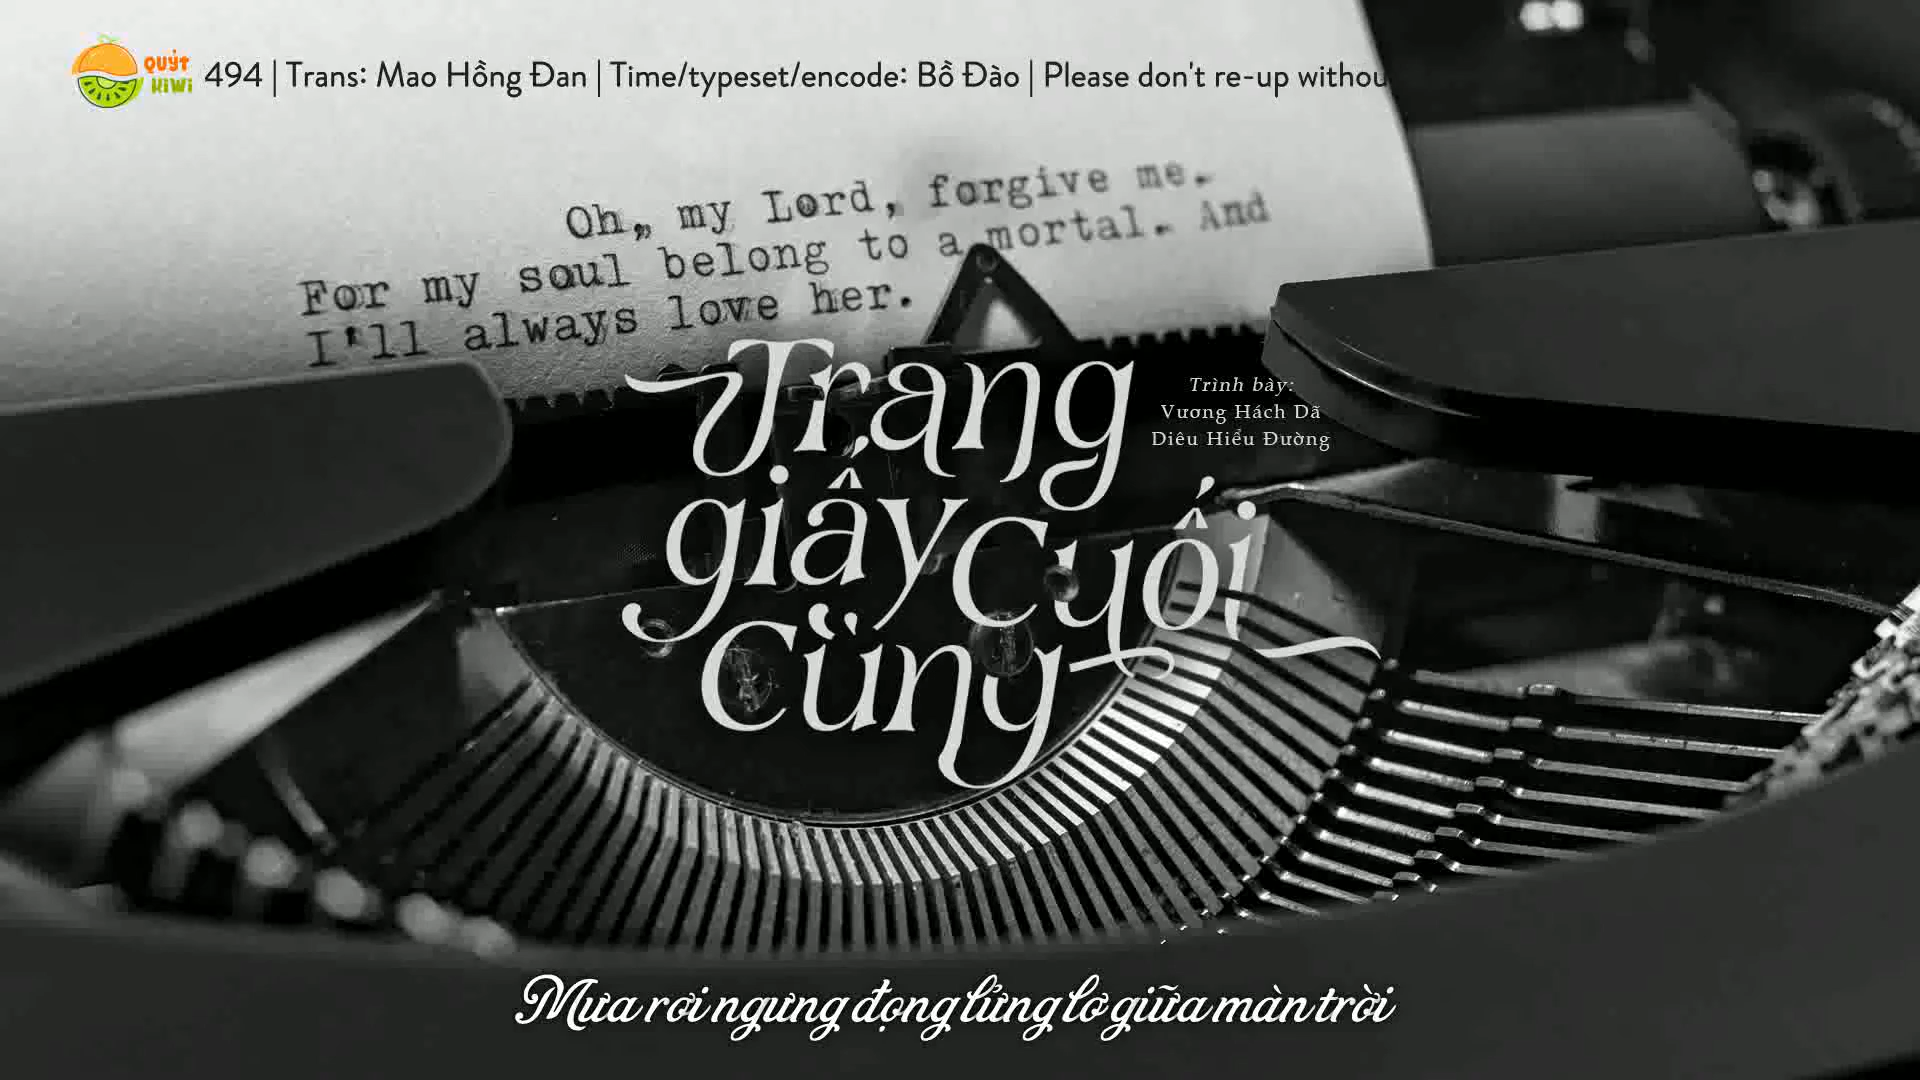 QUÝT
KiWi
494 | Trans: Mao Hồng Đan | Time/typeset/encode: Bồ Đào | Please don't re-up withou
Oh, my Lord, forgive me.
For my soul belong to a mortal. And
I'll always love her.
Trang
giấy Cuối
Cùng
Trình bày:
Vương Hách Dã
Diêu Hiểu Đường
Mưa rơi ngưng đọng lửng lơ giữa màn trời